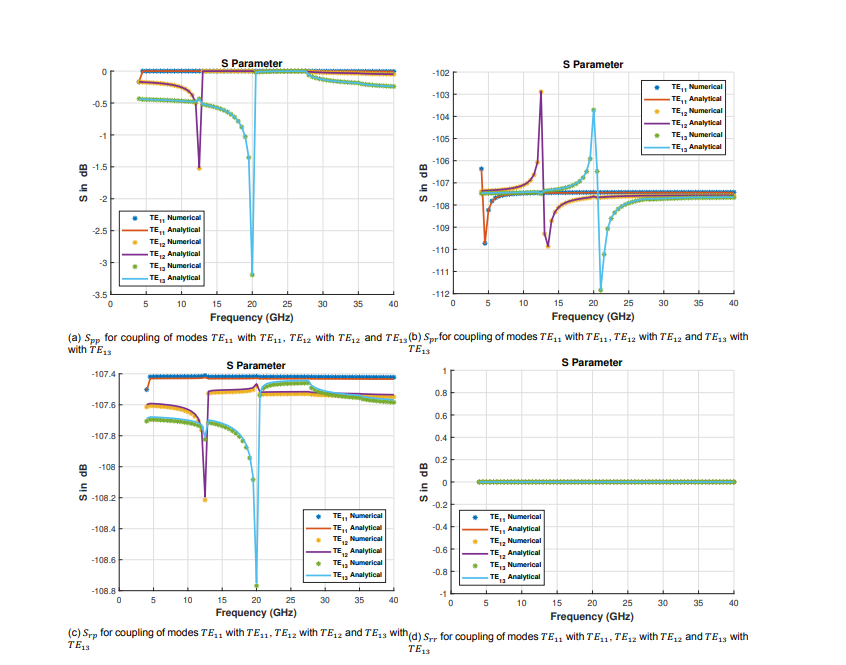 S Parameter
0
-0.5
-1
-1.5
-2
-2.5
-3
-3.5
S in dB
TE11 Numerical
TE11 Analytical
TE12 Numerical
TE12 Analytical
TE13 Numerical
TE13 Analytical
0 5 10 15 20 25 30 35 40
Frequency (GHz)
(a) Spp for coupling of modes TE11 with TE11, TE12 with TE12 and TE13
with TE13
S Parameter
-102
-103
-104
-105
-106
-107
-108
-109
-110
-111
-112
S in dB
TE11 Numerical
TE11 Analytical
TE12 Numerical
TE12 Analytical
TE13 Numerical
TE13 Analytical
0 5 10 15 20 25 30 35 40
Frequency (GHz)
(b) Spr for coupling of modes TE11 with TE11, TE12 with TE12 and TE13 with
TE13
S Parameter
-107.4
-107.6
-107.8
-108
-108.2
-108.4
-108.6
-108.8
S in dB
TE11 Numerical
TE11 Analytical
TE12 Numerical
TE12 Analytical
TE13 Numerical
TE13 Analytical
0 5 10 15 20 25 30 35 40
Frequency (GHz)
(c) Srp for coupling of modes TE11 with TE11, TE12 with TE12 and TE13 with
TE13
S Parameter
1
0.8
0.6
0.4
0.2
0
-0.2
-0.4
-0.6
-0.8
-1
S in dB
TE11 Numerical
TE11 Analytical
TE12 Numerical
TE12 Analytical
TE13 Numerical
TE13 Analytical
0 5 10 15 20 25 30 35 40
Frequency (GHz)
(d) Srr for coupling of modes TE11 with TE11, TE12 with TE12 and TE13 with
TE13